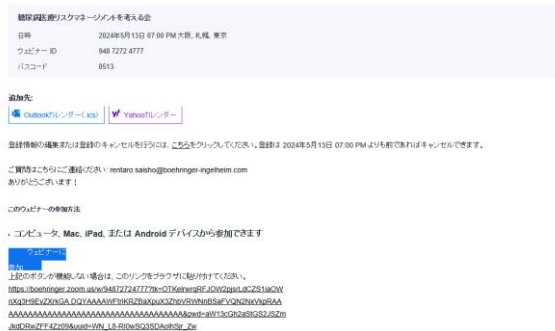 糖尿病医療リスクマネージメントを考える会
日時 2024年5月13日 07:00 PM 大阪、札幌、東京
ウェビナー ID 948 7272 4777
パスコード 0513
追加先:
Outlookカレンダー(.ics) Yahooカレンダー
登録情報の編集または登録のキャンセルを行うには、こちらをクリックしてください。登録は 2024年5月13日 07:00 PM よりも前であればキャンセルできます。
ご質問はこちらにご連絡ください: rentaro.saisho@boehringer-ingelheim.com
ありがとうございます!
このウェビナーの参加方法
コンピュータ、Mac、iPad、または Android デバイスから参加できます
ウェビナーに
参加
上記のボタンが機能しない場合は、このリンクをブラウザに貼り付けてください。